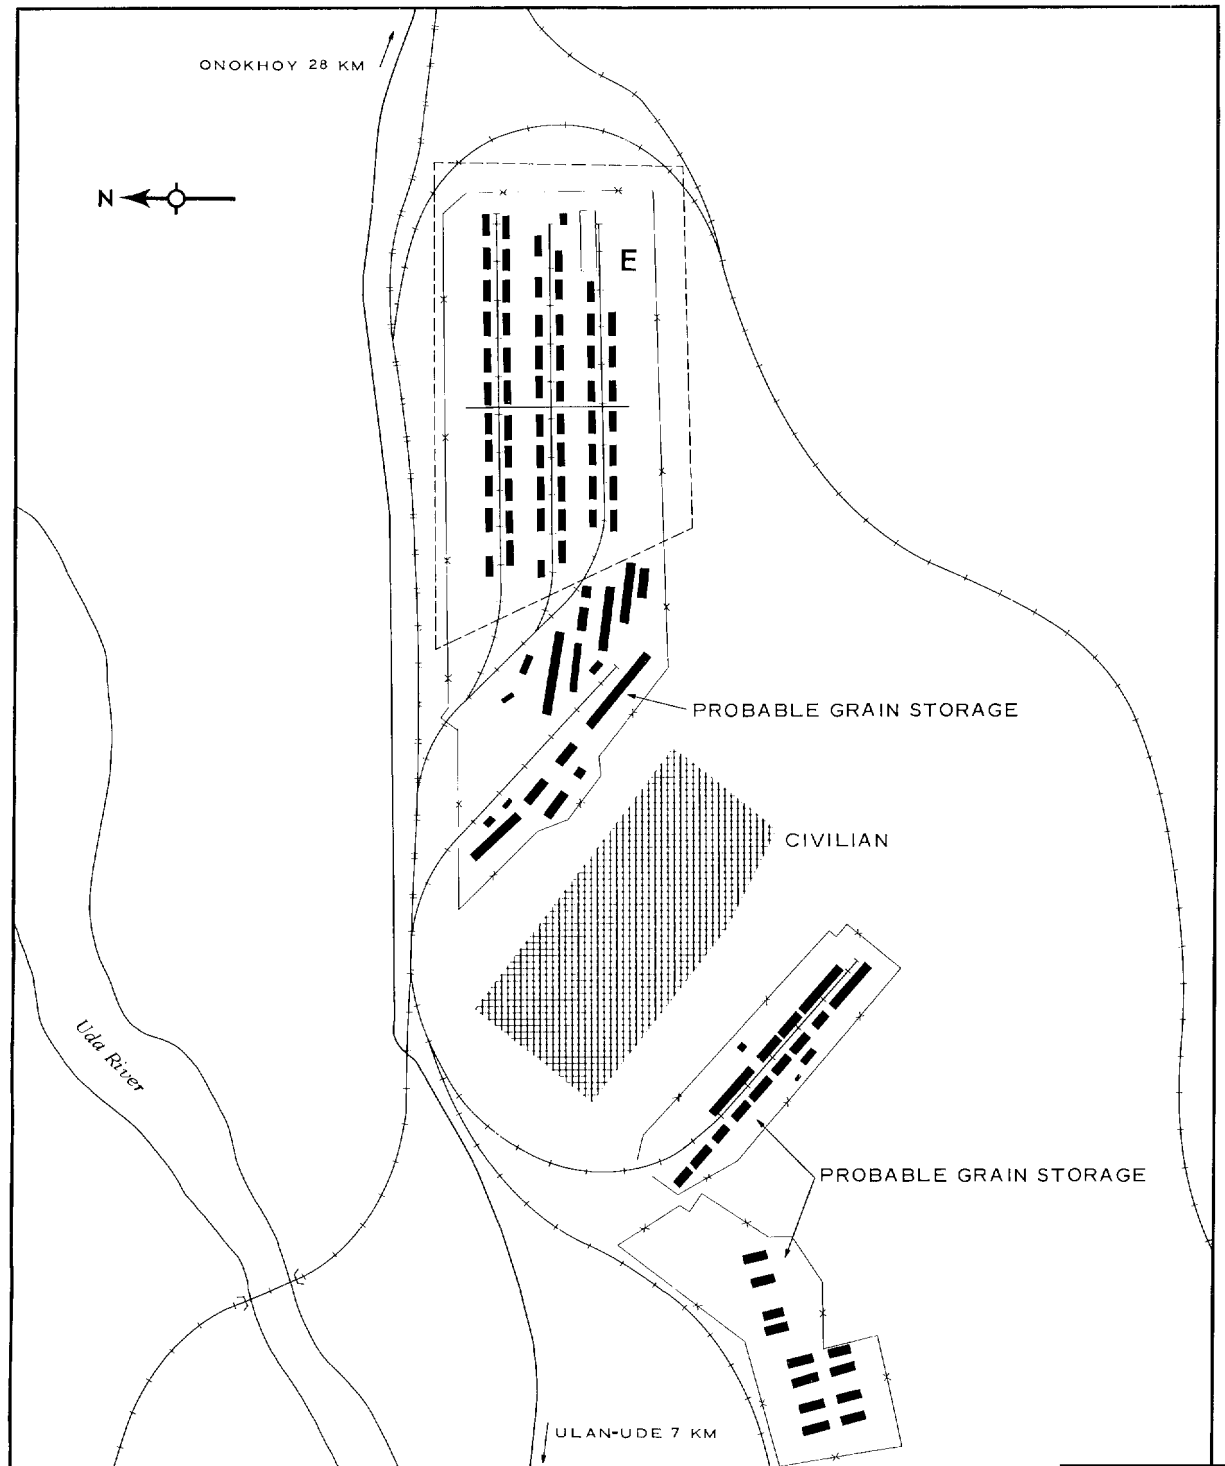 ONOKHOY 28 KM
N
E
PROBABLE GRAIN STORAGE
CIVILIAN
Uda River
PROBABLE GRAIN STORAGE
ULAN-UDE 7 KM